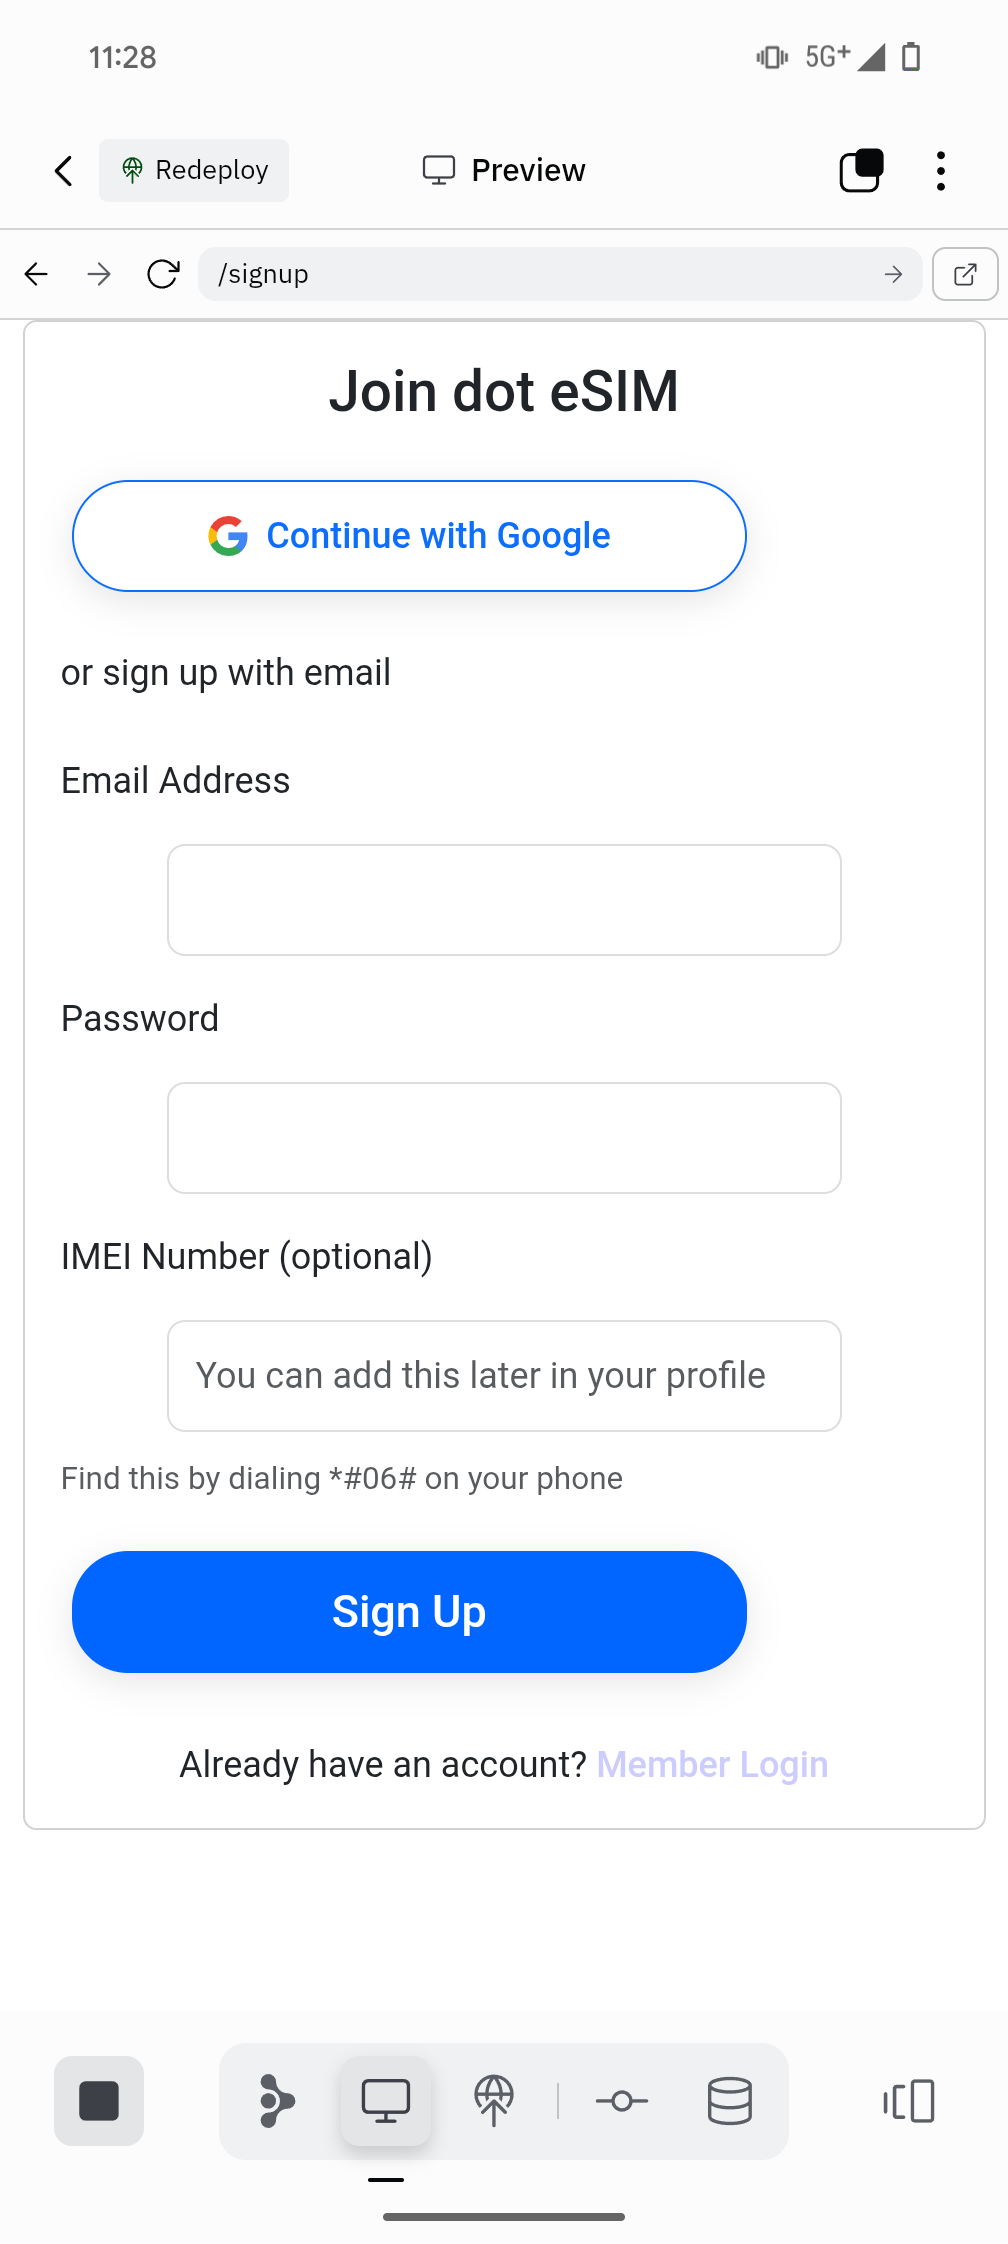 11:28
5G+
Redeploy
Preview
/signup
Join dot eSIM
Continue with Google
or sign up with email
Email Address
Password
IMEI Number (optional)
You can add this later in your profile
Find this by dialing *#06# on your phone
Sign Up
Already have an account? Member Login